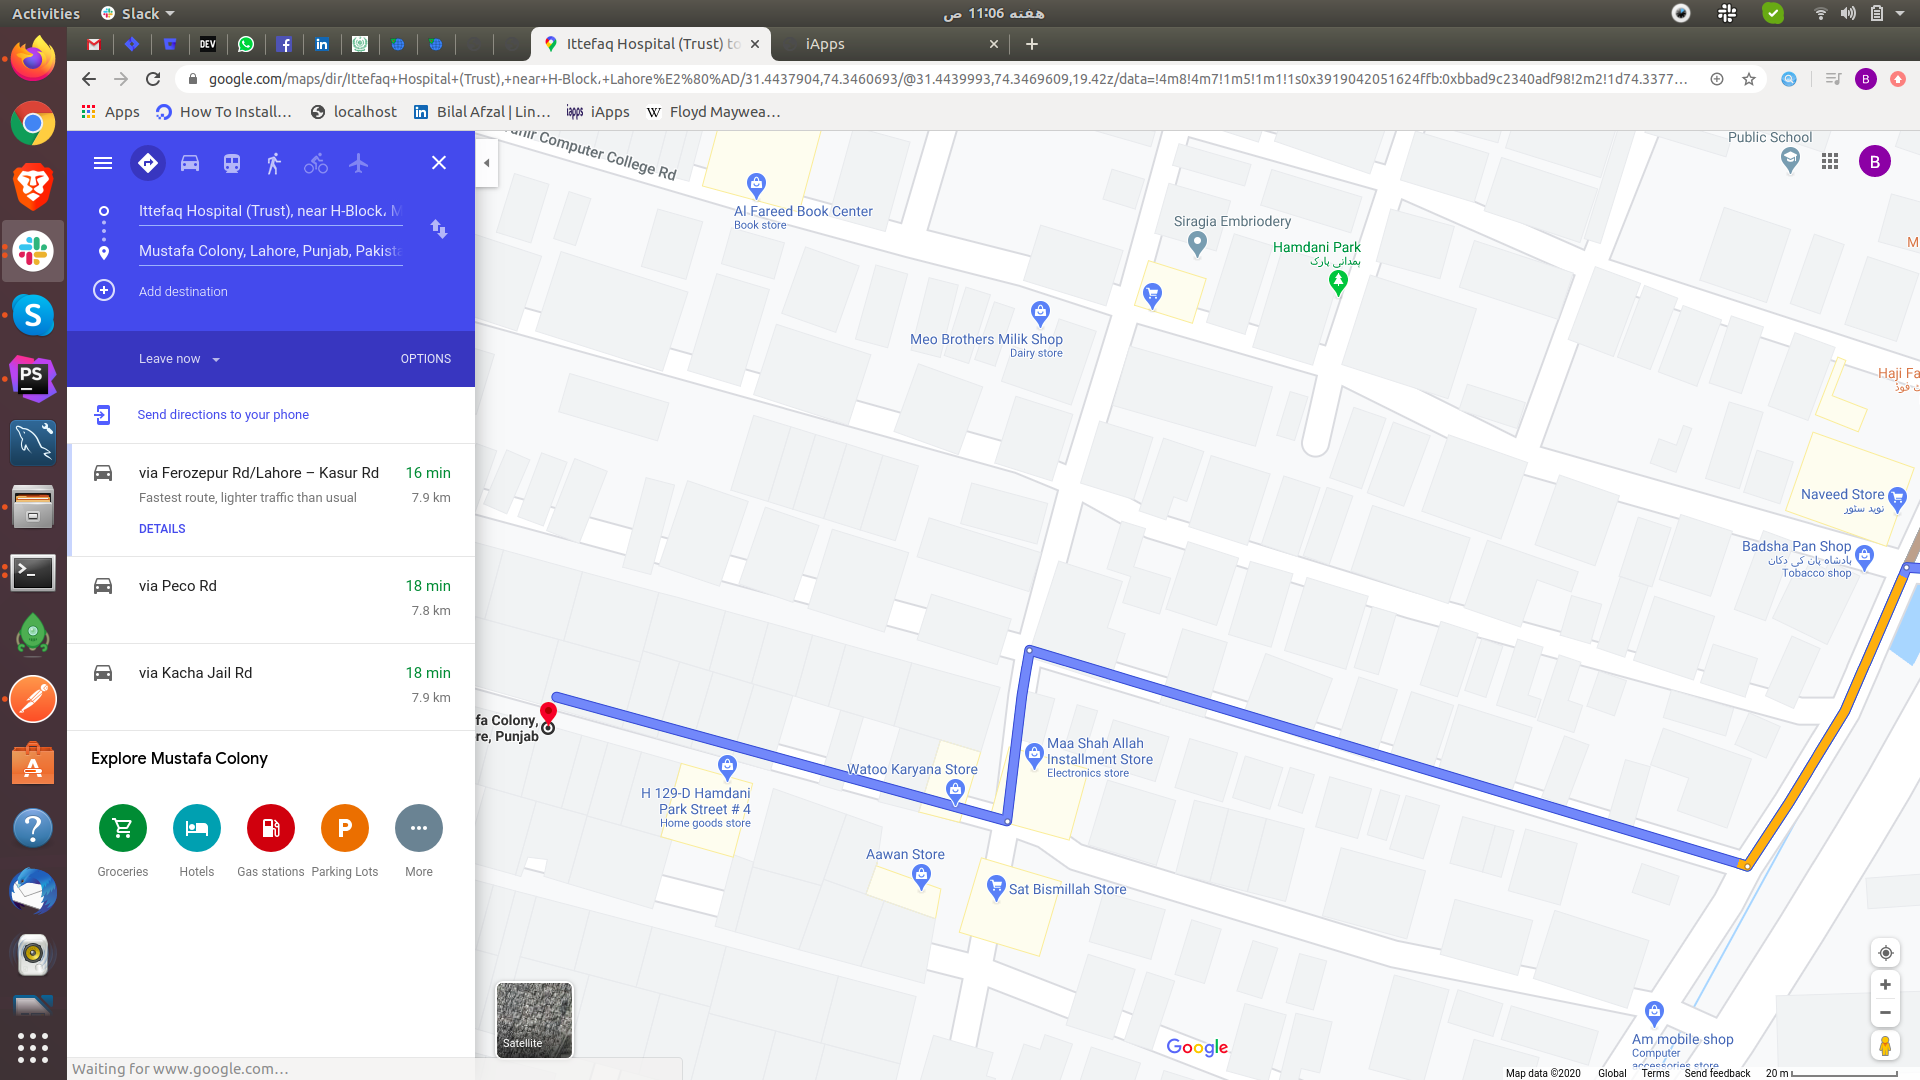 Activities
Slack
هفته 11:06 ص
DEV
Ittefaq Hospital (Trust) to
iApps
google.com/maps/dir/Ittefaq+Hospital+(Trust),+near+H-Block،+Lahore%E2%80%AD/31.4437904,74.3460693/@31.4439993,74.3469609,19.42z/data=!4m8!4m7!1m5!1m1!1s0x3919042051624ffb:0xbbad9c2340adf98!2m2!1d74.3377...
B
Apps
How To Install...
localhost
Bilal Afzal | Lin...
iApps
Floyd Maywea...
Ittefaq Hospital (Trust), near H-Block، M
Mustafa Colony, Lahore, Punjab, Pakista
Add destination
Leave now
OPTIONS
Send directions to your phone
via Ferozepur Rd/Lahore – Kasur Rd
16 min
Fastest route, lighter traffic than usual
7.9 km
DETAILS
via Peco Rd
18 min
7.8 km
via Kacha Jail Rd
18 min
7.9 km
Explore Mustafa Colony
Groceries
Hotels
Gas stations
Parking Lots
More
Waiting for www.google.com...
Computer College Rd
Al Fareed Book Center
Book store
Public School
B
Siragia Embriodery
Hamdani Park
ہمدانی پارک
Meo Brothers Milik Shop
Dairy store
Haji Fa
Naveed Store
نوید سٹور
Badsha Pan Shop
بادشاہ پان کی دکان
Tobacco shop
fa Colony,
re, Punjab
Maa Shah Allah
Installment Store
Electronics store
Watoo Karyana Store
H 129-D Hamdani
Park Street # 4
Home goods store
Aawan Store
Sat Bismillah Store
Am mobile shop
Computer
accessories store
Satellite
Google
Map data ©2020
Global
Terms
Send feedback
20 m